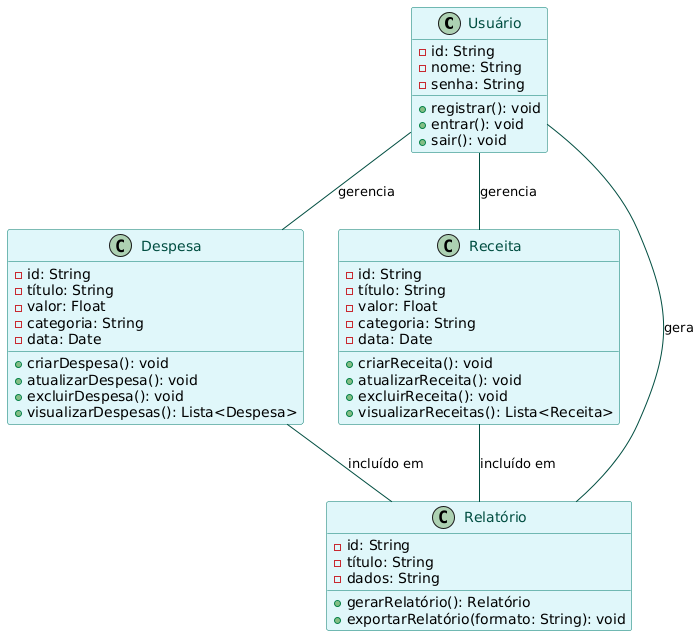 C Usuário
id: String
nome: String
senha: String
registrar(): void
entrar(): void
sair(): void
gerencia
gerencia
C Despesa
id: String
título: String
valor: Float
categoria: String
data: Date
criarDespesa(): void
atualizarDespesa(): void
excluirDespesa(): void
visualizarDespesas(): Lista<Despesa>
C Receita
id: String
título: String
valor: Float
categoria: String
data: Date
criarReceita(): void
atualizarReceita(): void
excluirReceita(): void
visualizarReceitas(): Lista<Receita>
gera
incluído em
incluído em
C Relatório
id: String
título: String
dados: String
gerarRelatório(): Relatório
exportarRelatório(formato: String): void